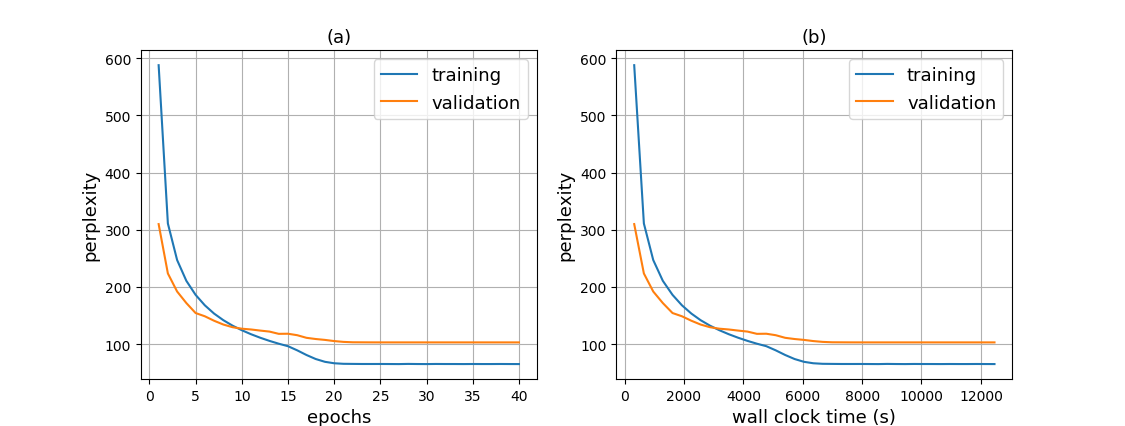 (a)
600
500
400
300
200
100
perplexity
training
validation
0 5 10 15 20 25 30 35 40
epochs
(b)
600
500
400
300
200
100
perplexity
training
validation
0 2000 4000 6000 8000 10000 12000
wall clock time (s)